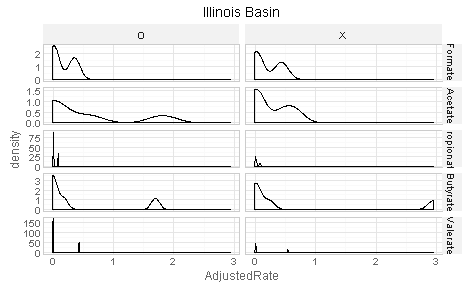 Illinois Basin
O X
2
1
0
Formate
1.5
1.0
0.5
0.0
Acetate
75
50
25
0
ropional
3
2
1
0
Butyrate
150
100
50
0
Valerate
density
0 1 2 3 0 1 2 3
AdjustedRate